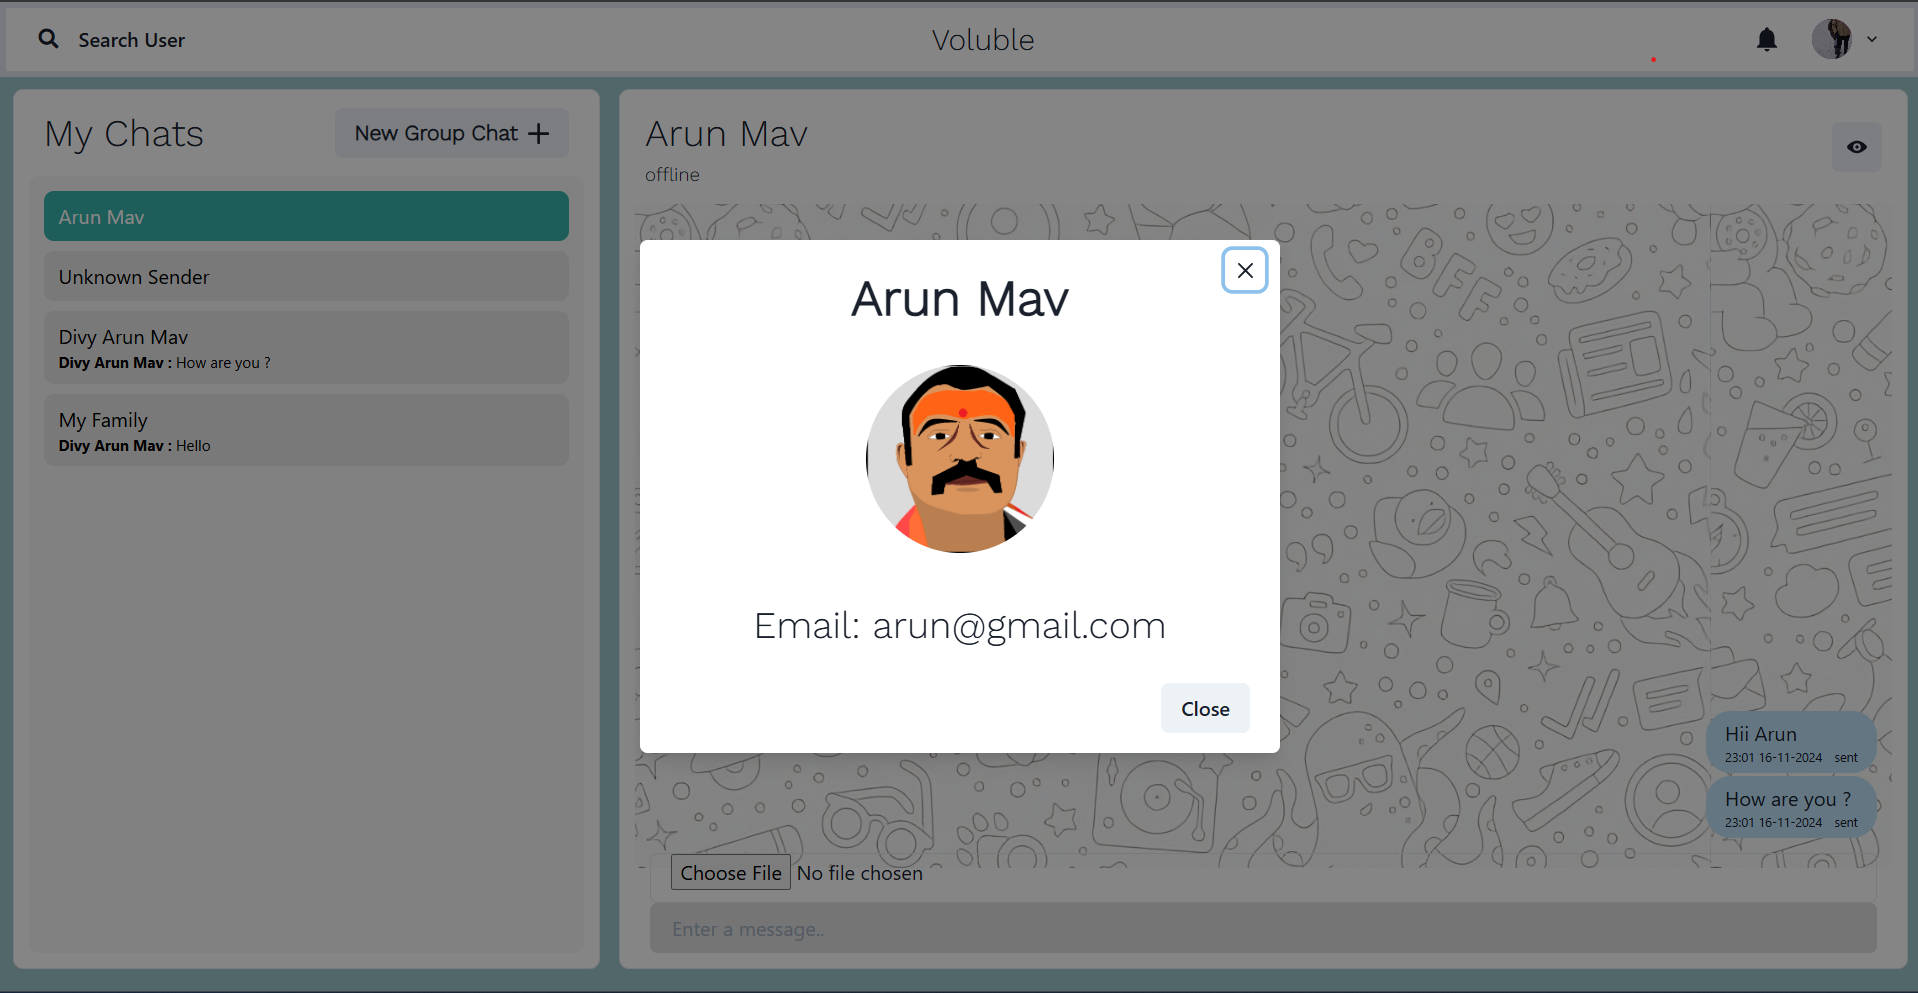 Search User
Voluble
My Chats
New Group Chat
Arun Mav
Unknown Sender
Divy Arun Mav
Divy Arun Mav : How are you ?
My Family
Divy Arun Mav : Hello
Arun Mav
offline
BFF
Arun Mav
Email: arun@gmail.com
Close
Hii Arun
23:01 16-11-2024 sent
How are you ?
23:01 16-11-2024 sent
Choose File No file chosen
Enter a message..